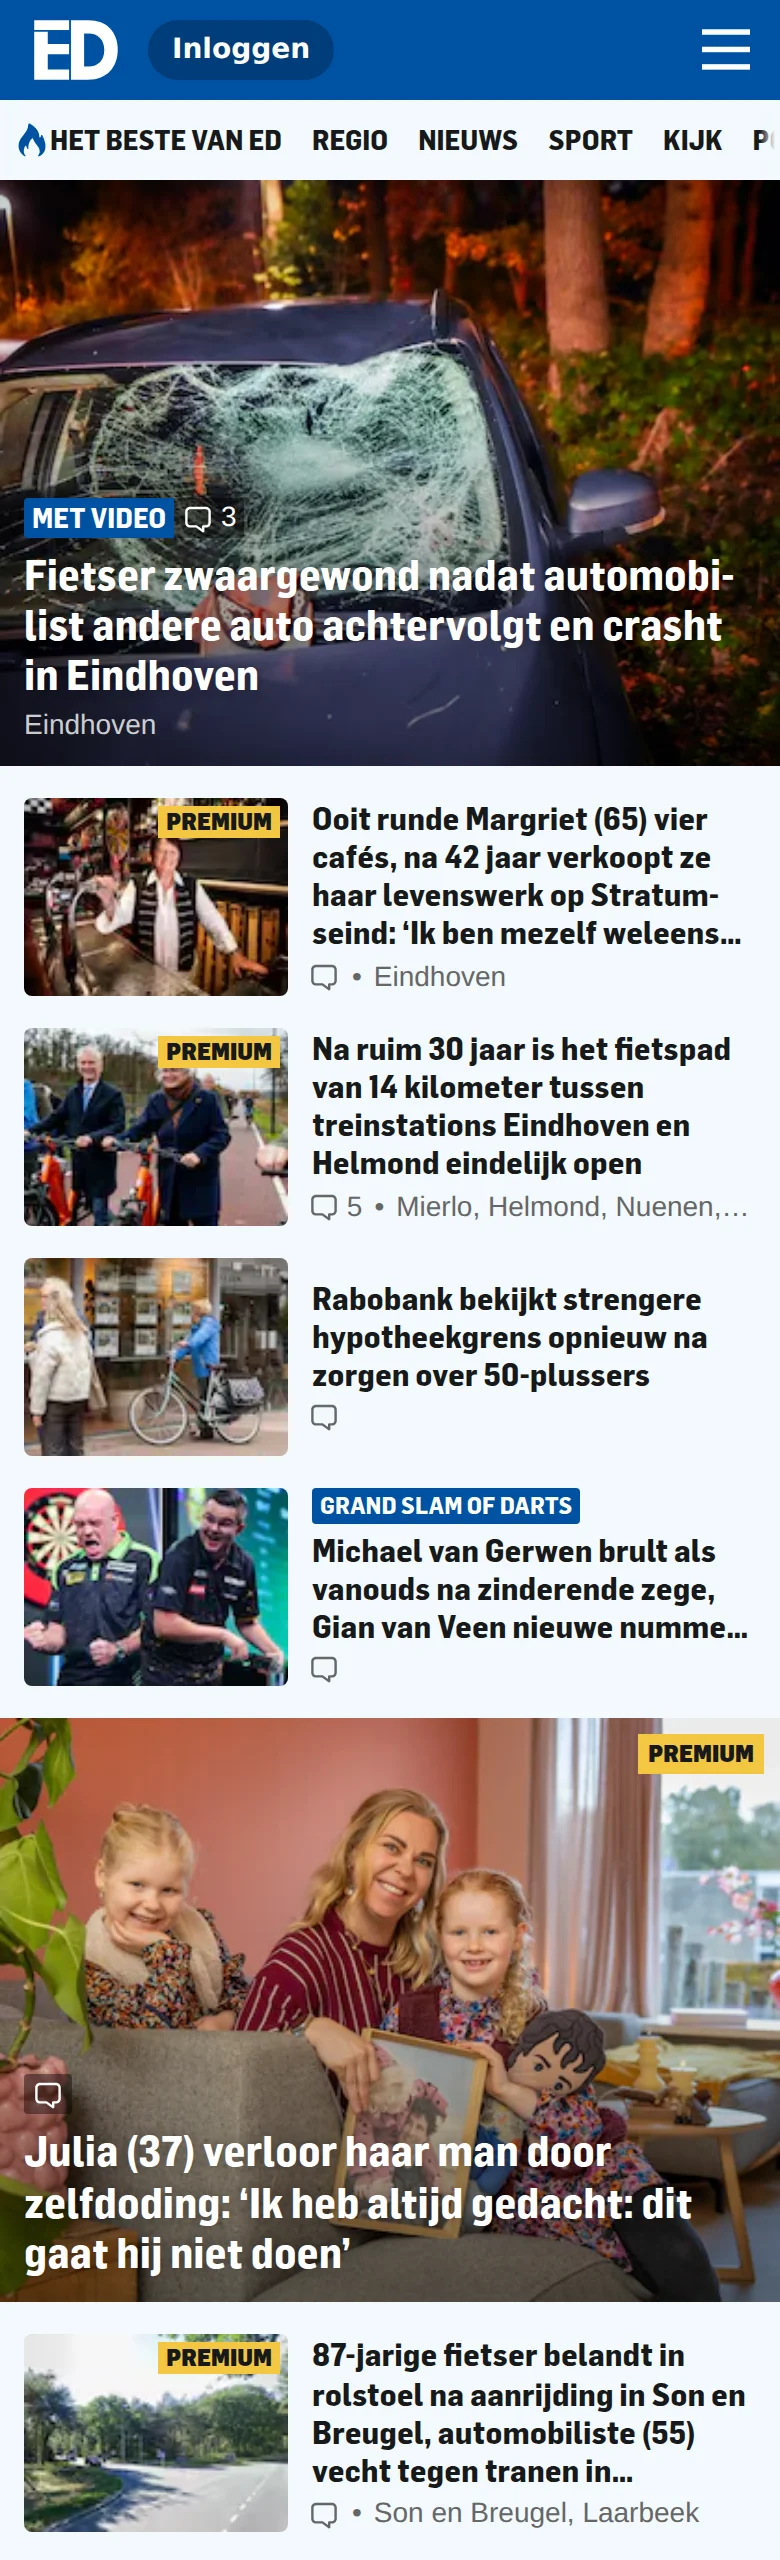 ED
Inloggen
HET BESTE VAN ED REGIO NIEUWS SPORT KIJK
MET VIDEO 3
Fietser zwaargewond nadat automobi-
list andere auto achtervolgt en crasht
in Eindhoven
Eindhoven
PREMIUM
Ooit runde Margriet (65) vier
cafés, na 42 jaar verkoopt ze
haar levenswerk op Stratum-
seind: ‘Ik ben mezelf weleens...
• Eindhoven
PREMIUM
Na ruim 30 jaar is het fietspad
van 14 kilometer tussen
treinstations Eindhoven en
Helmond eindelijk open
5 • Mierlo, Helmond, Nuenen,...
Rabobank bekijkt strengere
hypotheekgrens opnieuw na
zorgen over 50-plussers
GRAND SLAM OF DARTS
Michael van Gerwen brult als
vanouds na zinderende zege,
Gian van Veen nieuwe numme...
PREMIUM
Julia (37) verloor haar man door
zelfdoding: ‘Ik heb altijd gedacht: dit
gaat hij niet doen’
PREMIUM
87-jarige fietser belandt in
rolstoel na aanrijding in Son en
Breugel, automobiliste (55)
vecht tegen tranen in...
• Son en Breugel, Laarbeek